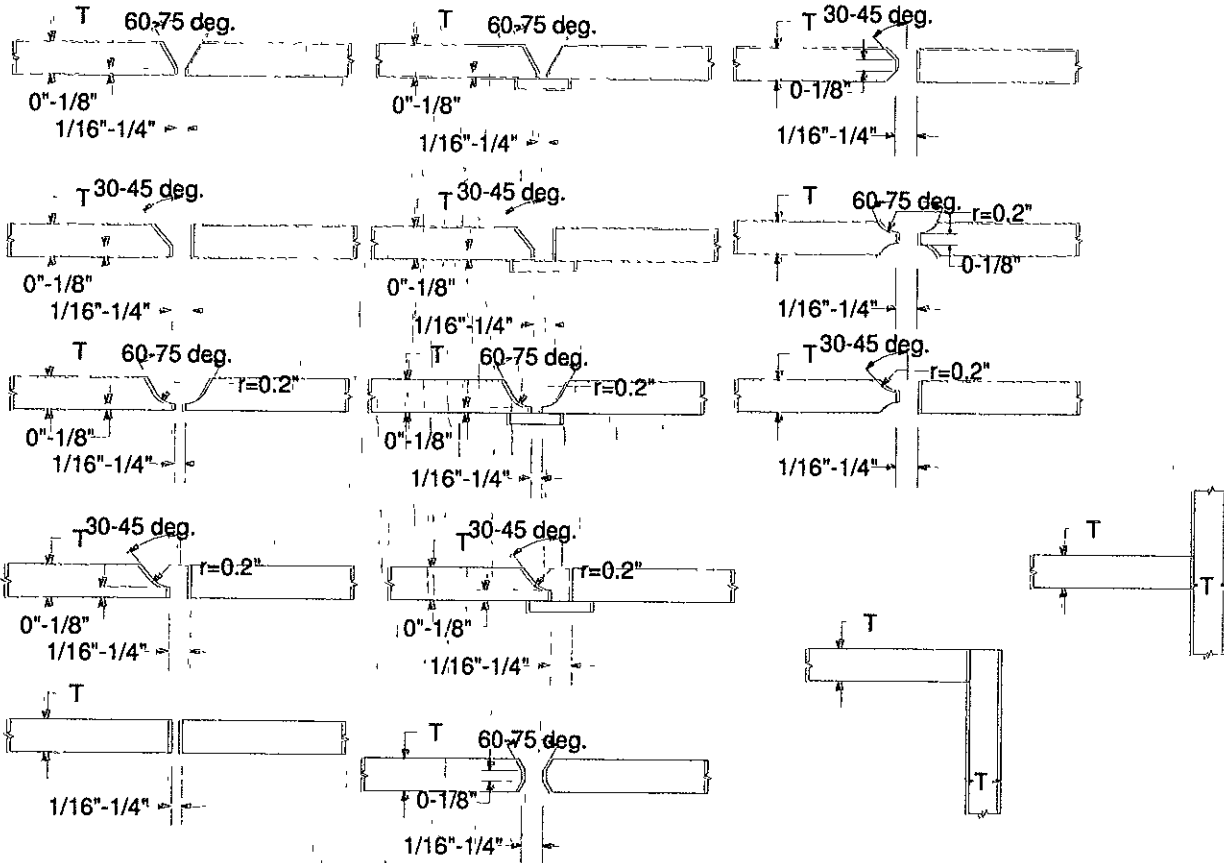 T
60-75 deg.
0"-1/8"
1/16"-1/4"
T
60-75 deg.
0"-1/8"
1/16"-1/4"
T
30-45 deg.
0-1/8"
1/16"-1/4"
T
30-45 deg.
0"-1/8"
1/16"-1/4"
T
30-45 deg.
0"-1/8"
1/16"-1/4"
T
60-75 deg.
r=0.2"
0-1/8"
1/16"-1/4"
T
60-75 deg.
r=0.2"
0"-1/8"
1/16"-1/4"
T
60-75 deg.
r=0.2"
0"-1/8"
1/16"-1/4"
T
30-45 deg.
r=0.2"
1/16"-1/4"
T
30-45 deg.
r=0.2"
0"-1/8"
1/16"-1/4"
T
30-45 deg.
r=0.2"
0"-1/8"
1/16"-1/4"
T
T
T
T
T
1/16"-1/4"
T
60-75 deg.
0-1/8"
1/16"-1/4"